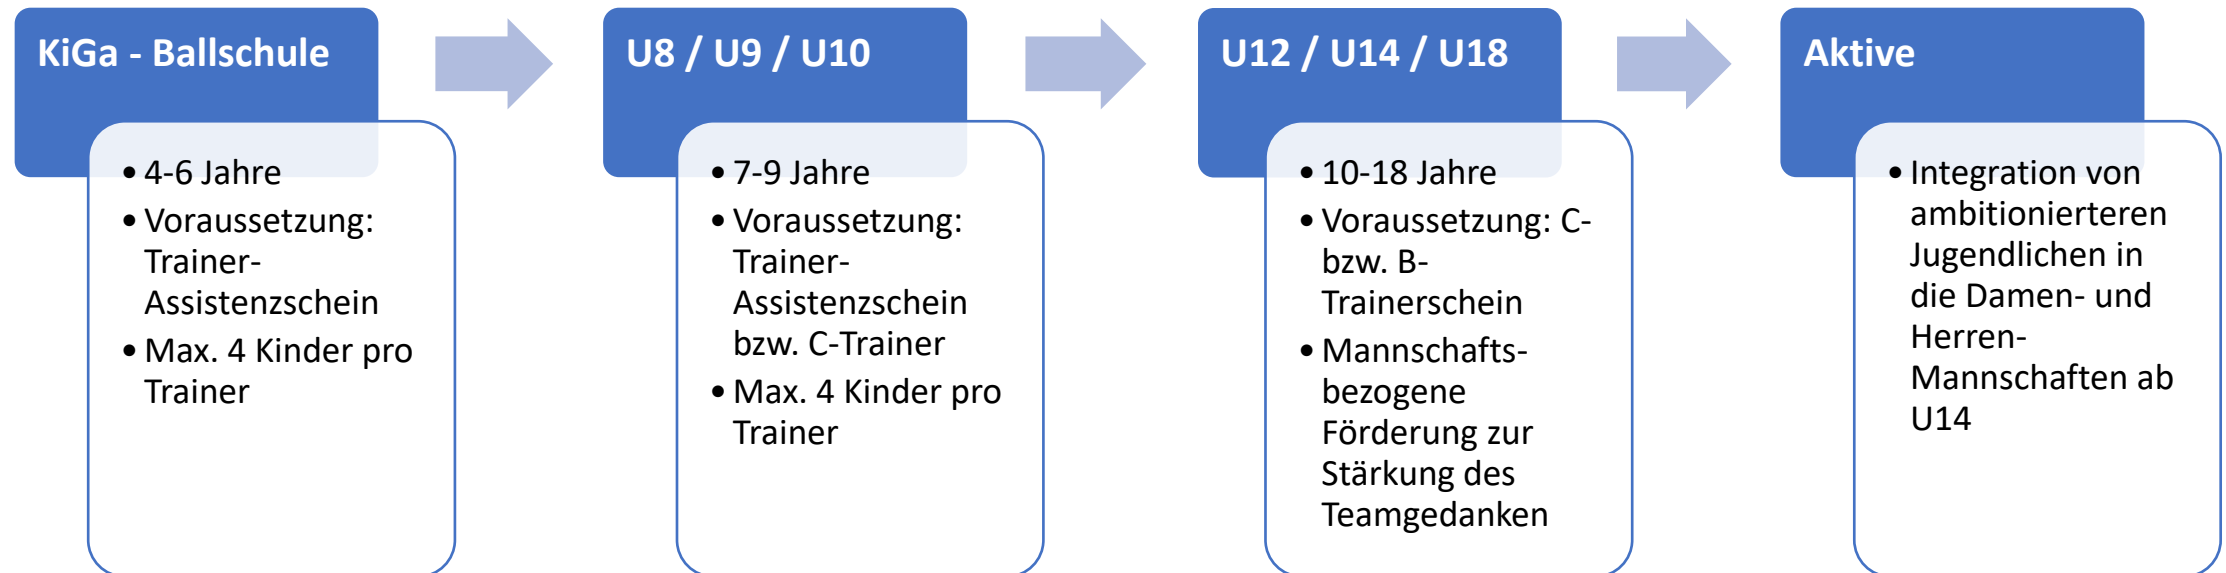 KiGa - Ballschule
• 4-6 Jahre
• Voraussetzung:
Trainer-
Assistenzschein
• Max. 4 Kinder pro
Trainer
U8 / U9 / U10
• 7-9 Jahre
• Voraussetzung:
Trainer-
Assistenzschein
bzw. C-Trainer
• Max. 4 Kinder pro
Trainer
U12 / U14 / U18
• 10-18 Jahre
• Voraussetzung: C-
bzw. B-
Trainerschein
• Mannschafts-
bezogene
Förderung zur
Stärkung des
Teamgedanken
Aktive
• Integration von
ambitionierteren
Jugendlichen in
die Damen- und
Herren-
Mannschaften ab
U14